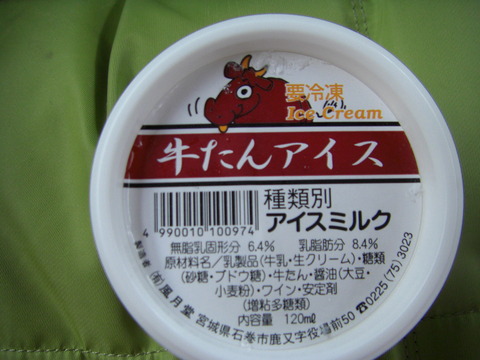 要冷凍
Ice Cream
牛たんアイス
種類別
アイスミルク
4 990010 100974
無脂乳固形分 6.4% 乳脂肪分 8.4%
原材料名/乳製品(牛乳・生クリーム)・糖類
(砂糖・ブドウ糖)・牛たん・醤油(大豆・
小麦粉)・ワイン・安定剤
(増粘多糖類)
内容量 120mℓ
製造者 (有)風月堂 宮城県石巻市鹿又字役場前50 ☎0225(75)3023